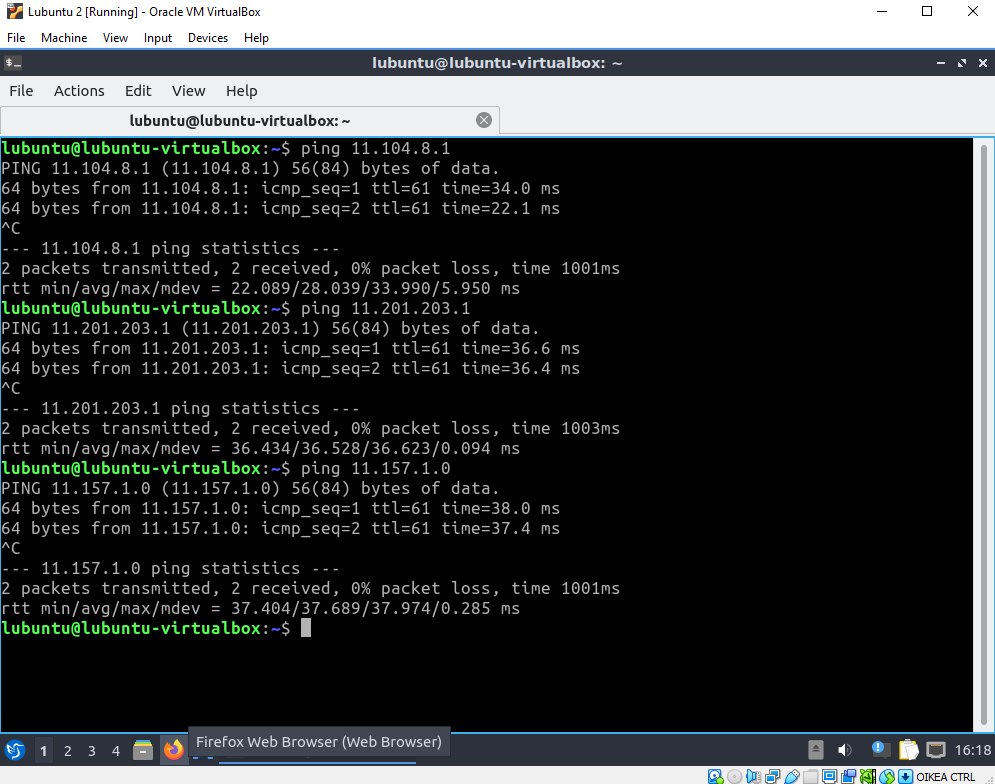 Lubuntu 2 [Running] - Oracle VM VirtualBox
File Machine View Input Devices Help
$_ lubuntu@lubuntu-virtualbox: ~
File Actions Edit View Help
lubuntu@lubuntu-virtualbox: ~
lubuntu@lubuntu-virtualbox:~$ ping 11.104.8.1
PING 11.104.8.1 (11.104.8.1) 56(84) bytes of data.
64 bytes from 11.104.8.1: icmp_seq=1 ttl=61 time=34.0 ms
64 bytes from 11.104.8.1: icmp_seq=2 ttl=61 time=22.1 ms
^C
--- 11.104.8.1 ping statistics ---
2 packets transmitted, 2 received, 0% packet loss, time 1001ms
rtt min/avg/max/mdev = 22.089/28.039/33.990/5.950 ms
lubuntu@lubuntu-virtualbox:~$ ping 11.201.203.1
PING 11.201.203.1 (11.201.203.1) 56(84) bytes of data.
64 bytes from 11.201.203.1: icmp_seq=1 ttl=61 time=36.6 ms
64 bytes from 11.201.203.1: icmp_seq=2 ttl=61 time=36.4 ms
^C
--- 11.201.203.1 ping statistics ---
2 packets transmitted, 2 received, 0% packet loss, time 1003ms
rtt min/avg/max/mdev = 36.434/36.528/36.623/0.094 ms
lubuntu@lubuntu-virtualbox:~$ ping 11.157.1.0
PING 11.157.1.0 (11.157.1.0) 56(84) bytes of data.
64 bytes from 11.157.1.0: icmp_seq=1 ttl=61 time=38.0 ms
64 bytes from 11.157.1.0: icmp_seq=2 ttl=61 time=37.4 ms
^C
--- 11.157.1.0 ping statistics ---
2 packets transmitted, 2 received, 0% packet loss, time 1001ms
rtt min/avg/max/mdev = 37.404/37.689/37.974/0.285 ms
lubuntu@lubuntu-virtualbox:~$
1 2 3 4 Firefox Web Browser (Web Browser) 16:18
OIKEA CTRL